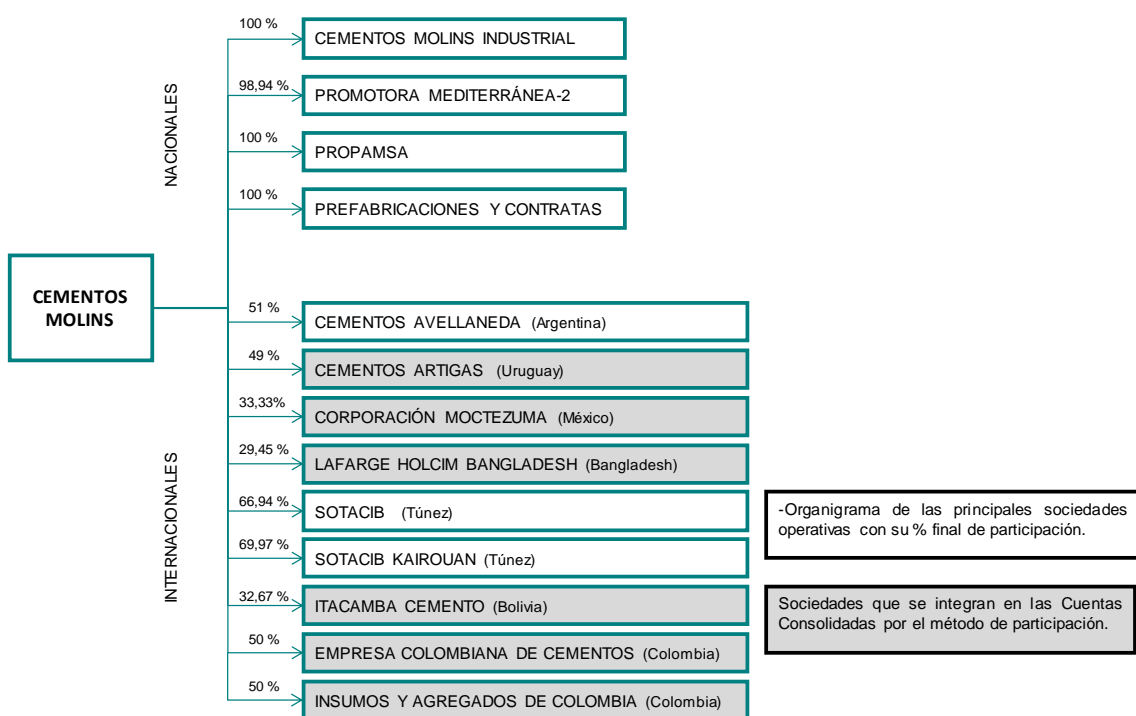 100 %
CEMENTOS MOLINS INDUSTRIAL
98,94 %
PROMOTORA MEDITERRÁNEA-2
100 %
PROPAMSA
100 %
PREFABRICACIONES Y CONTRATAS
NACIONALES
CEMENTOS
MOLINS
51 %
CEMENTOS AVELLANEDA (Argentina)
49 %
CEMENTOS ARTIGAS (Uruguay)
33,33%
CORPORACIÓN MOCTEZUMA (México)
29,45 %
LAFARGE HOLCIM BANGLADESH (Bangladesh)
66,94 %
SOTACIB (Túnez)
69,97 %
SOTACIB KAIROUAN (Túnez)
32,67 %
ITACAMBA CEMENTO (Bolivia)
50 %
EMPRESA COLOMBIANA DE CEMENTOS (Colombia)
50 %
INSUMOS Y AGREGADOS DE COLOMBIA (Colombia)
INTERNACIONALES
-Organigrama de las principales sociedades
operativas con su % final de participación.
Sociedades que se integran en las Cuentas
Consolidadas por el método de participación.